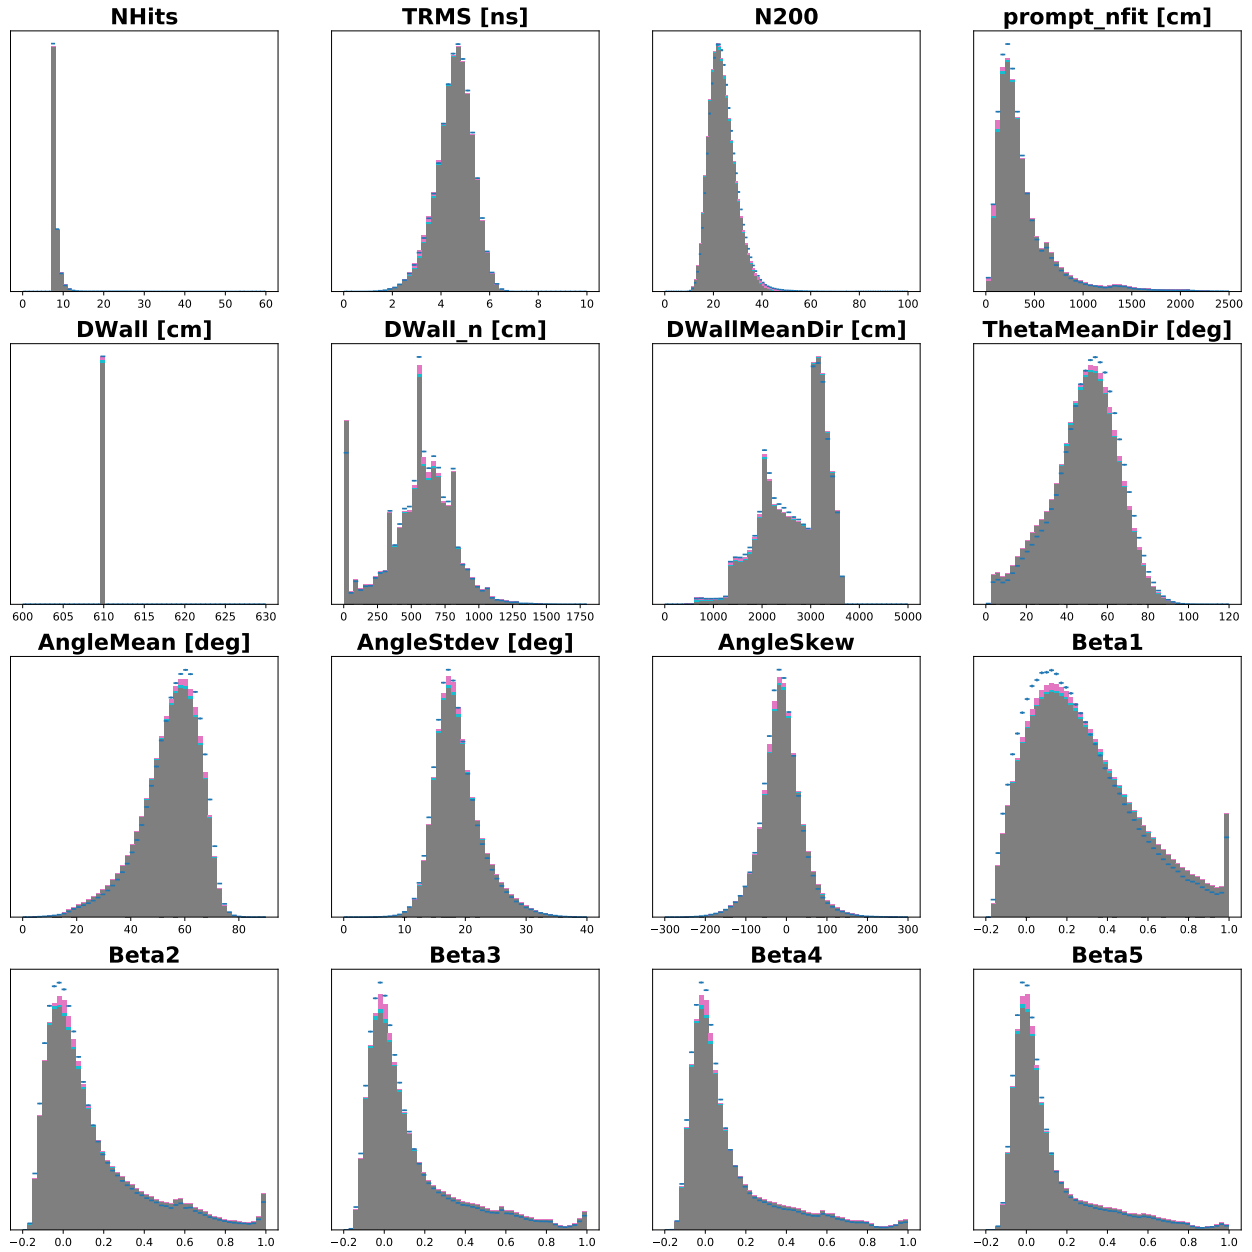 NHits TRMS [ns] N200 prompt_nfit [cm]
0 10 20 30 40 50 60 0 2 4 6 8 10 0 20 40 60 80 100 0 500 1000 1500 2000 2500
DWall [cm] DWall_n [cm] DWallMeanDir [cm] ThetaMeanDir [deg]
600 605 610 615 620 625 630 0 250 500 750 1000 1250 1500 1750 0 1000 2000 3000 4000 5000 0 20 40 60 80 100 120
AngleMean [deg] AngleStdev [deg] AngleSkew Beta1
0 20 40 60 80 0 10 20 30 40 −300 −200 −100 0 100 200 300 −0.2 0.0 0.2 0.4 0.6 0.8 1.0
Beta2 Beta3 Beta4 Beta5
−0.2 0.0 0.2 0.4 0.6 0.8 1.0 −0.2 0.0 0.2 0.4 0.6 0.8 1.0 −0.2 0.0 0.2 0.4 0.6 0.8 1.0 −0.2 0.0 0.2 0.4 0.6 0.8 1.0